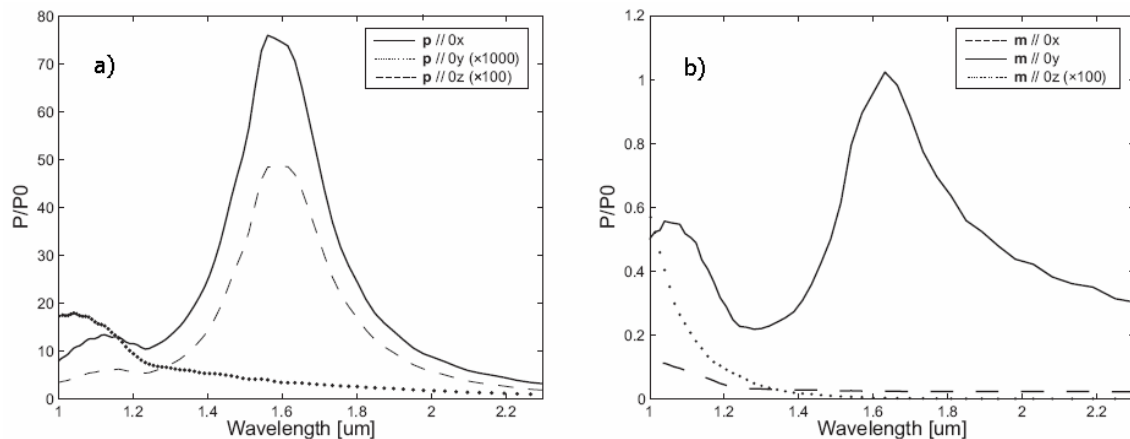 80
70
60
50
40
30
20
10
0
P/P0
a)
p // 0x
p // 0y (×1000)
p // 0z (×100)
1 1.2 1.4 1.6 1.8 2 2.2
Wavelength [um]
1.2
1
0.8
0.6
0.4
0.2
0
P/P0
b)
m // 0x
m // 0y
m // 0z (×100)
1 1.2 1.4 1.6 1.8 2 2.2
Wavelength [um]